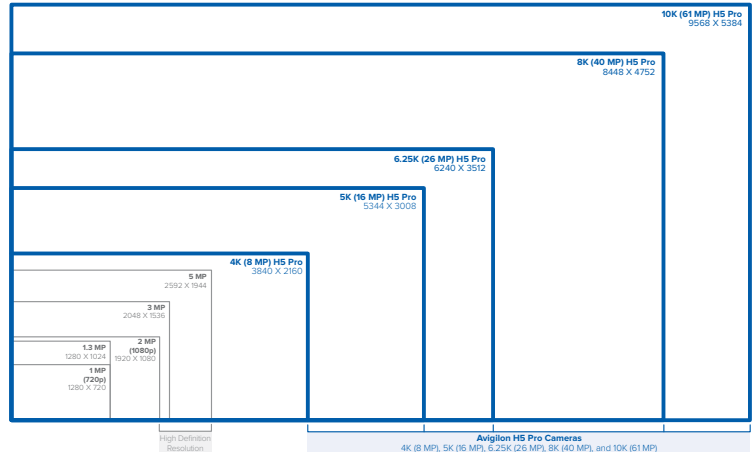 10K (61 MP) H5 Pro
9568 X 5384
8K (40 MP) H5 Pro
8448 X 4752
6.25K (26 MP) H5 Pro
6240 X 3512
5K (16 MP) H5 Pro
5344 X 3008
4K (8 MP) H5 Pro
3840 X 2160
5 MP
2592 X 1944
3 MP
2048 X 1536
2 MP
(1080p)
1920 X 1080
1.3 MP
1280 X 1024
1 MP
(720p)
1280 X 720
High Definition
Resolution
Avigilon H5 Pro Cameras
4K (8 MP), 5K (16 MP), 6.25K (26 MP), 8K (40 MP), and 10K (61 MP)